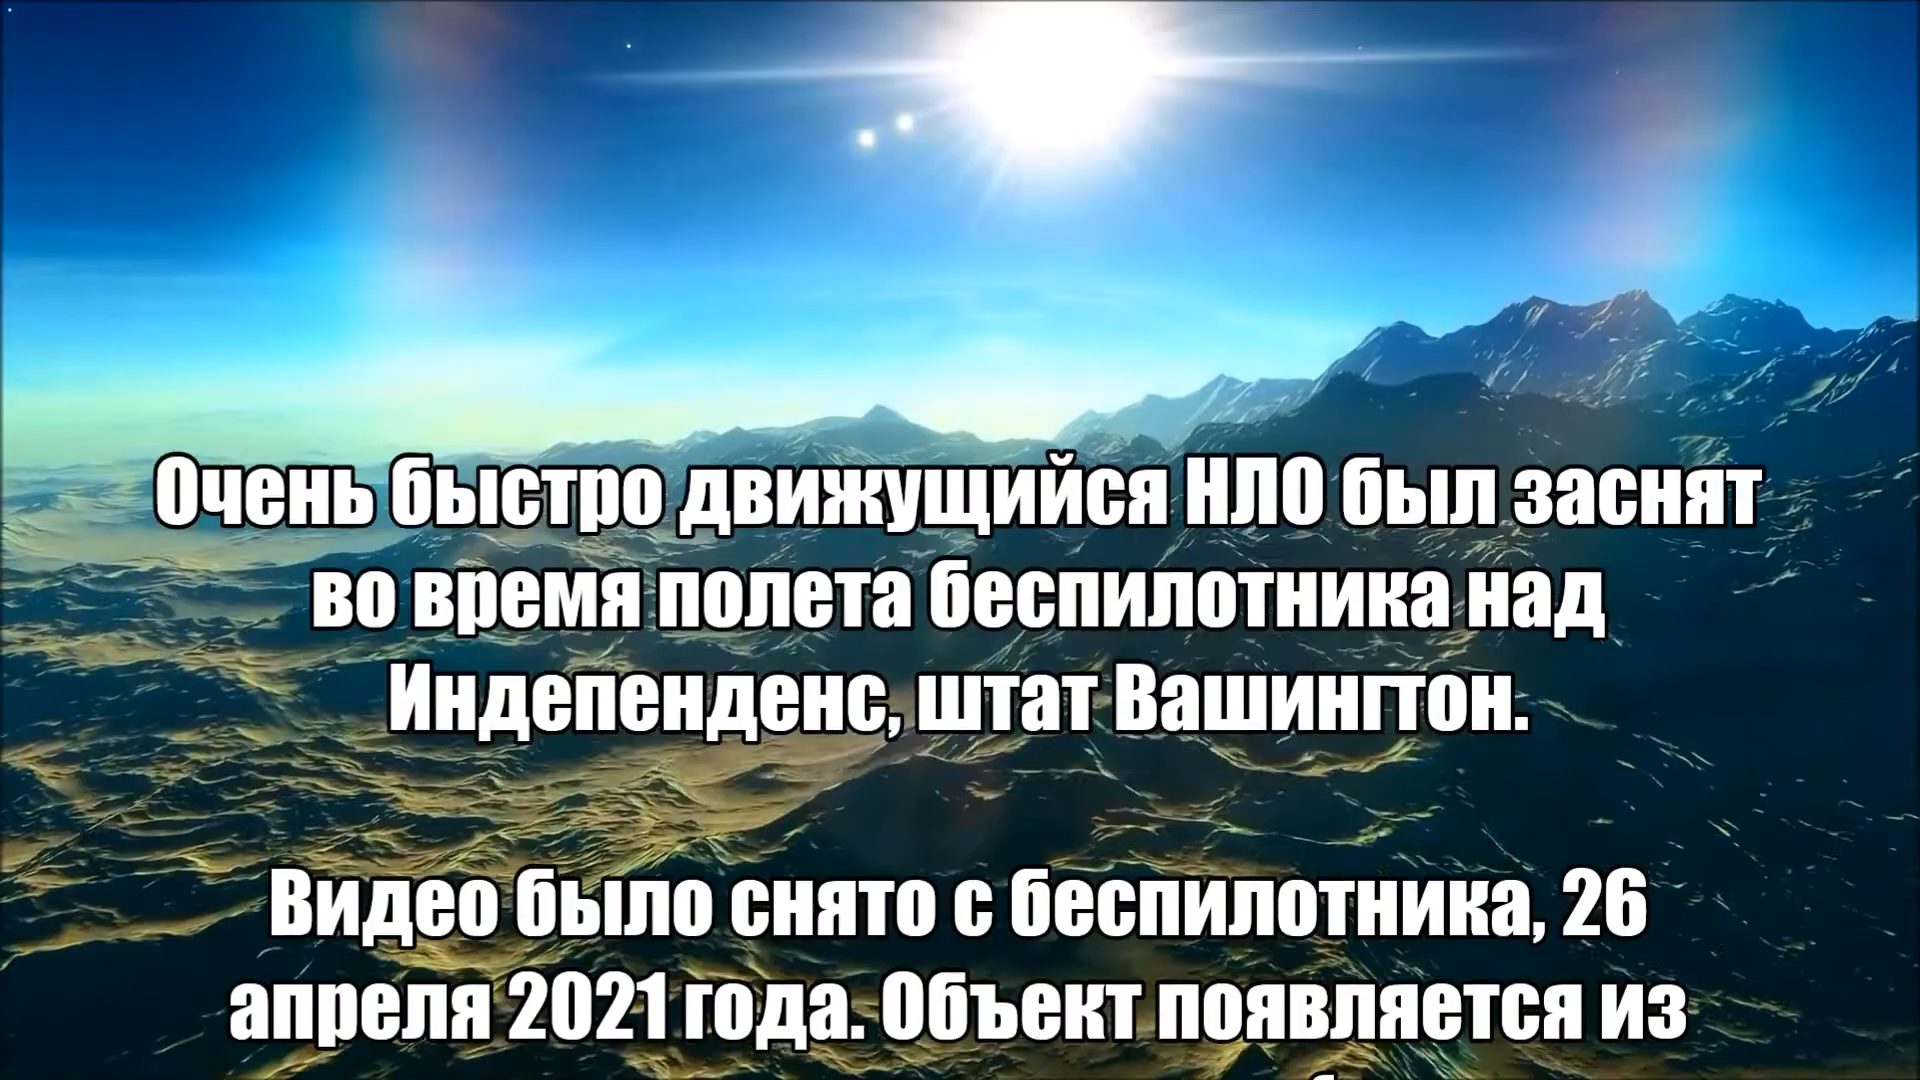 Очень быстро движущийся НЛО был заснят
во время полета беспилотника над
Индепенденс, штат Вашингтон.
Видео было снято с беспилотника, 26
апреля 2021 года. Объект появляется из